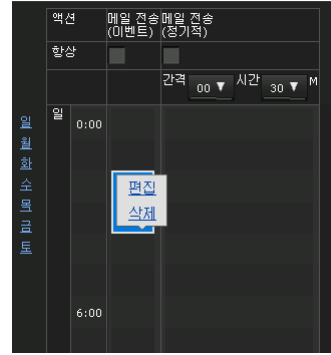 액션 메일 전송 메일 전송
(이벤트) (정기적)
항상
간격 00 ▼ 시간 30 ▼ M
일 일
0:00
월
화
수 편집
목 삭제
금
토
6:00